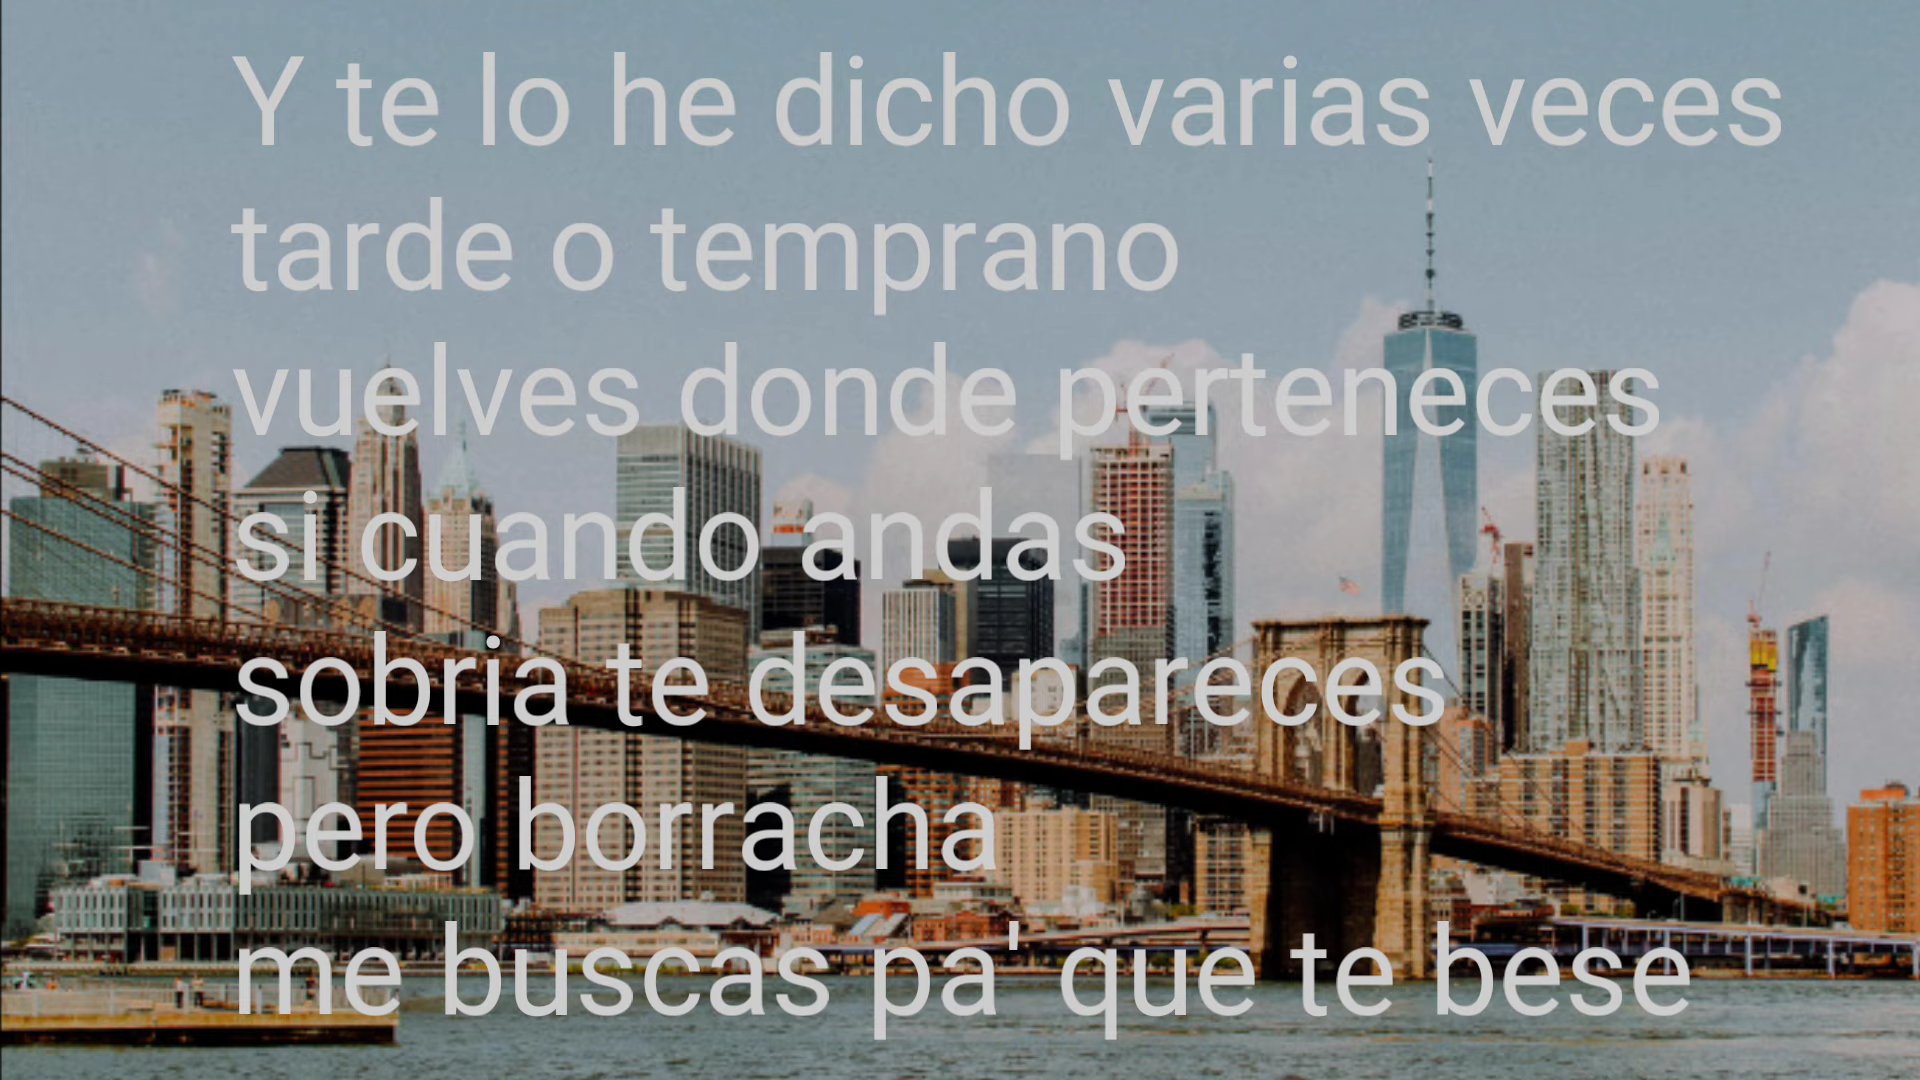 Y te lo he dicho varias veces
tarde o temprano
vuelves donde perteneces
si cuando andas
sobria te desapareces
pero borracha
me buscas pa' que te bese